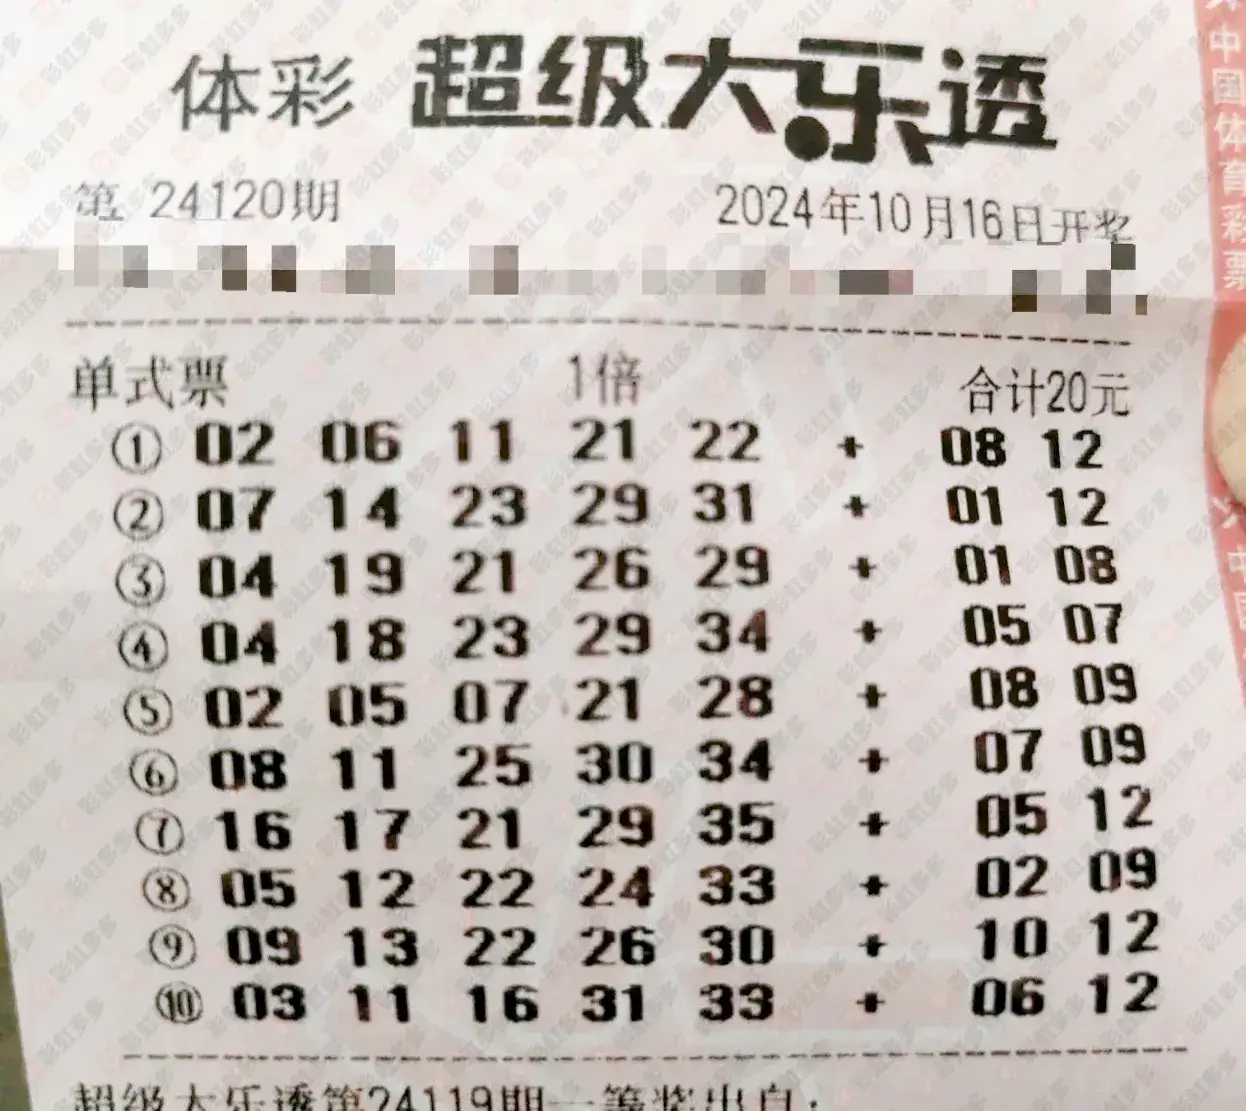 体彩 超级大乐透
第 24120期 2024年10月16日开奖
单式票 1倍 合计20元
① 02 06 11 21 22 + 08 12
② 07 14 23 29 31 + 01 12
③ 04 19 21 26 29 + 01 08
④ 04 18 23 29 34 + 05 07
⑤ 02 05 07 21 28 + 08 09
⑥ 08 11 25 30 34 + 07 09
⑦ 16 17 21 29 35 + 05 12
⑧ 05 12 22 24 33 + 02 09
⑨ 09 13 22 26 30 + 10 12
⑩ 03 11 16 31 33 + 06 12
超级大乐透第24119期一等奖出自:
中国体育彩票
中国
彩虹多多